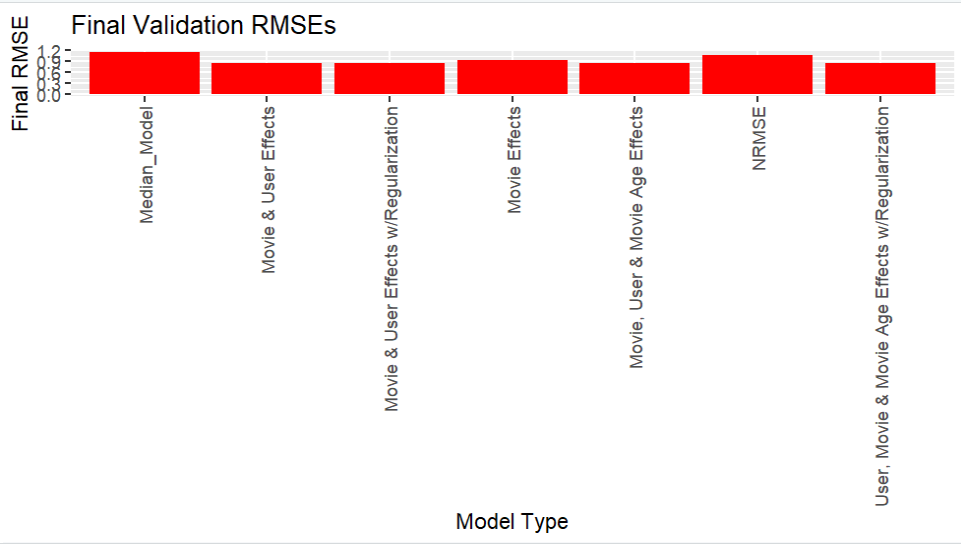 Final Validation RMSEs
Final RMSE
1.2
0.9
0.6
0.3
0.0
Median_Model
Movie & User Effects
Movie & User Effects w/Regularization
Movie Effects
Movie, User & Movie Age Effects
NRMSE
User, Movie & Movie Age Effects w/Regularization
Model Type